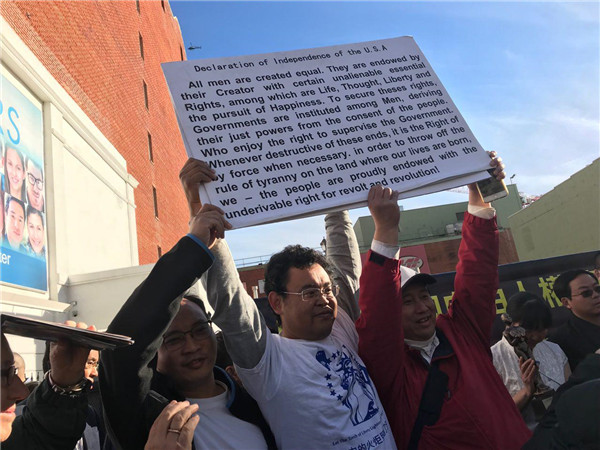 Declaration of Independence of the U.S.A
All men are created equal. They are endowed by
their Creator with certain unalienable essential
Rights, among which are Life, Thought, Liberty and
the pursuit of Happiness. To secure these rights,
Governments are instituted among Men, deriving
their just powers from the consent of the people,
Who enjoy the right to supervise the Government.
Whenever destructive of these ends, it is the Right of
by force when necessary, in order to throw off the
rule of tyranny on the land where our lives are born,
we - the people are proudly endowed with the
underivable right for revolt and revolution!
RS
ter